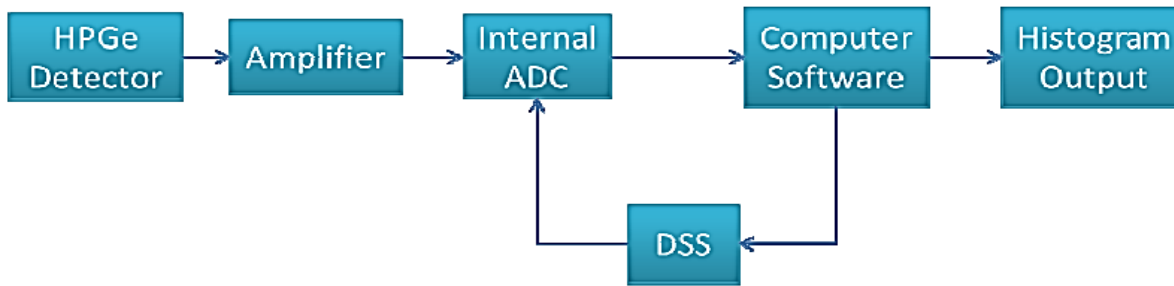 HPGe
Detector
Amplifier
Internal
ADC
Computer
Software
Histogram
Output
DSS